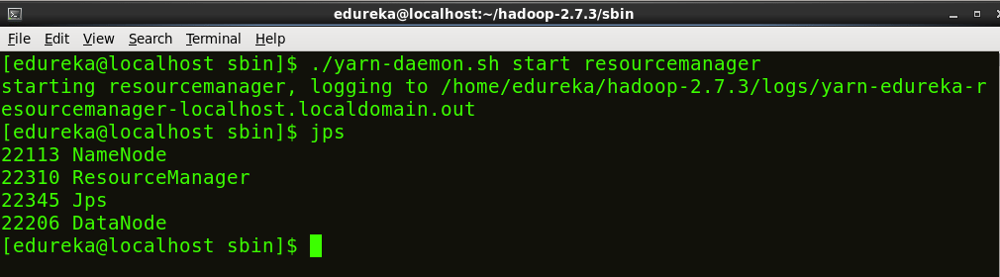 edureka@localhost:~/hadoop-2.7.3/sbin
File Edit View Search Terminal Help
[edureka@localhost sbin]$ ./yarn-daemon.sh start resourcemanager
starting resourcemanager, logging to /home/edureka/hadoop-2.7.3/logs/yarn-edureka-r
esourcemanager-localhost.localdomain.out
[edureka@localhost sbin]$ jps
22113 NameNode
22310 ResourceManager
22345 Jps
22206 DataNode
[edureka@localhost sbin]$